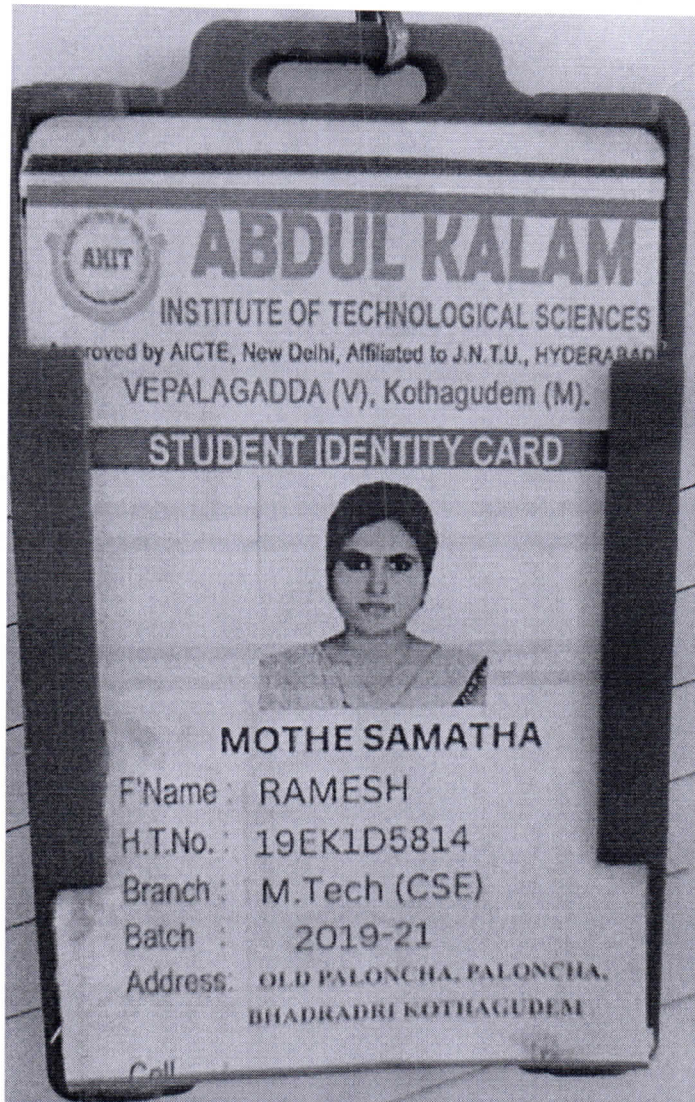 AKIT
ABDUL KALAM
INSTITUTE OF TECHNOLOGICAL SCIENCES
Approved by AICTE, New Delhi, Affiliated to J.N.T.U., HYDERABAD
VEPALAGADDA (V), Kothagudem (M).
STUDENT IDENTITY CARD
MOTHE SAMATHA
F'Name : RAMESH
H.T.No. : 19EK1D5814
Branch : M.Tech (CSE)
Batch : 2019-21
Address: OLD PALONCHA, PALONCHA,
BHADRADRI KOTHAGUDEM
Cell